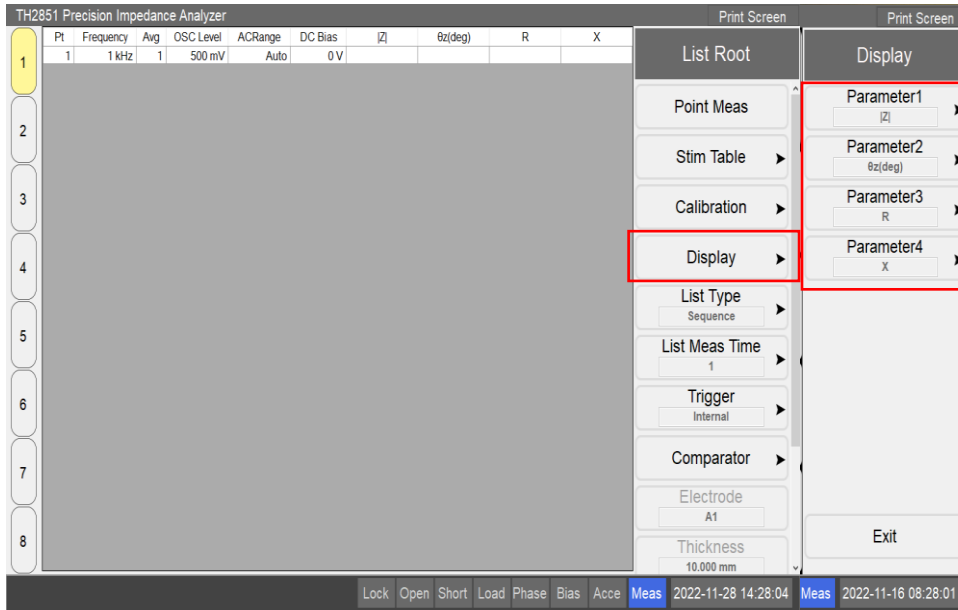 TH2851 Precision Impedance Analyzer
Print Screen
Print Screen
Pt Frequency Avg OSC Level ACRange DC Bias |Z| θz(deg) R X
1 1 kHz 1 500 mV Auto 0 V
1
2
3
4
5
6
7
8
List Root
Point Meas
Stim Table
Calibration
Display
List Type
Sequence
List Meas Time
1
Trigger
Internal
Comparator
Electrode
A1
Thickness
10.000 mm
Display
Parameter1
|Z|
Parameter2
θz(deg)
Parameter3
R
Parameter4
X
Exit
Lock Open Short Load Phase Bias Acce Meas 2022-11-28 14:28:04 Meas 2022-11-16 08:28:01